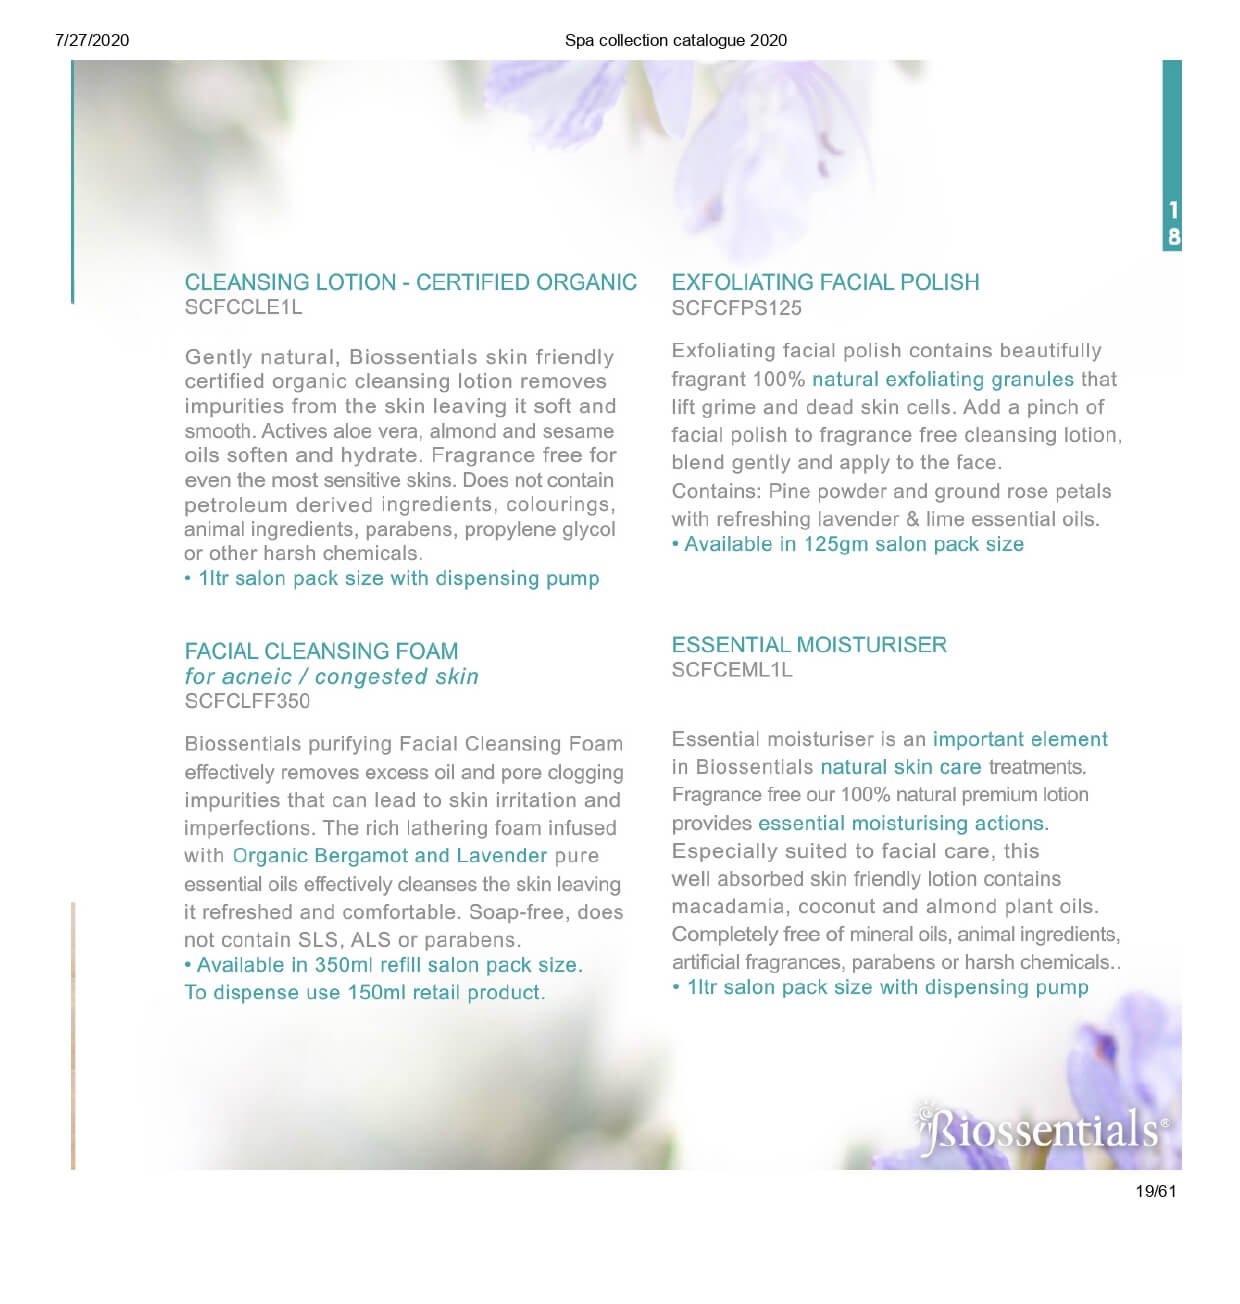 7/27/2020
Spa collection catalogue 2020
1
8
CLEANSING LOTION - CERTIFIED ORGANIC
SCFCCLE1L
Gently natural, Biossentials skin friendly
certified organic cleansing lotion removes
impurities from the skin leaving it soft and
smooth. Actives aloe vera, almond and sesame
oils soften and hydrate. Fragrance free for
even the most sensitive skins. Does not contain
petroleum derived ingredients, colourings,
animal ingredients, parabens, propylene glycol
or other harsh chemicals.
• 1ltr salon pack size with dispensing pump
FACIAL CLEANSING FOAM
for acneic / congested skin
SCFCLFF350
Biossentials purifying Facial Cleansing Foam
effectively removes excess oil and pore clogging
impurities that can lead to skin irritation and
imperfections. The rich lathering foam infused
with Organic Bergamot and Lavender pure
essential oils effectively cleanses the skin leaving
it refreshed and comfortable. Soap-free, does
not contain SLS, ALS or parabens.
• Available in 350ml refill salon pack size.
To dispense use 150ml retail product.
EXFOLIATING FACIAL POLISH
SCFCFPS125
Exfoliating facial polish contains beautifully
fragrant 100% natural exfoliating granules that
lift grime and dead skin cells. Add a pinch of
facial polish to fragrance free cleansing lotion,
blend gently and apply to the face.
Contains: Pine powder and ground rose petals
with refreshing lavender & lime essential oils.
• Available in 125gm salon pack size
ESSENTIAL MOISTURISER
SCFCEML1L
Essential moisturiser is an important element
in Biossentials natural skin care treatments.
Fragrance free our 100% natural premium lotion
provides essential moisturising actions.
Especially suited to facial care, this
well absorbed skin friendly lotion contains
macadamia, coconut and almond plant oils.
Completely free of mineral oils, animal ingredients,
artificial fragrances, parabens or harsh chemicals..
• 1ltr salon pack size with dispensing pump
Biossentials®
19/61